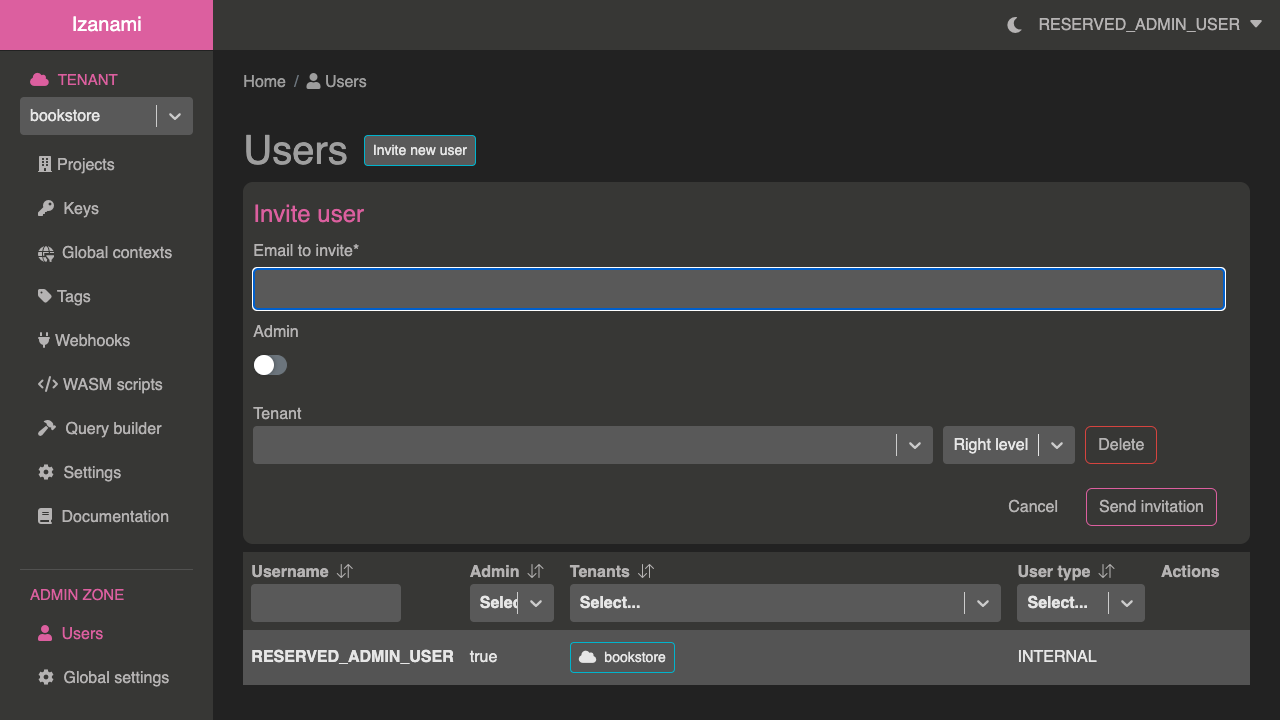 Izanami
RESERVED_ADMIN_USER
TENANT
bookstore
Projects
Keys
Global contexts
Tags
Webhooks
WASM scripts
Query builder
Settings
Documentation
ADMIN ZONE
Users
Global settings
Home / Users
Users Invite new user
Invite user
Email to invite*
Admin
Tenant
Right level Delete
Cancel Send invitation
Username Admin Tenants User type Actions
Selec Select... Select...
RESERVED_ADMIN_USER true bookstore INTERNAL